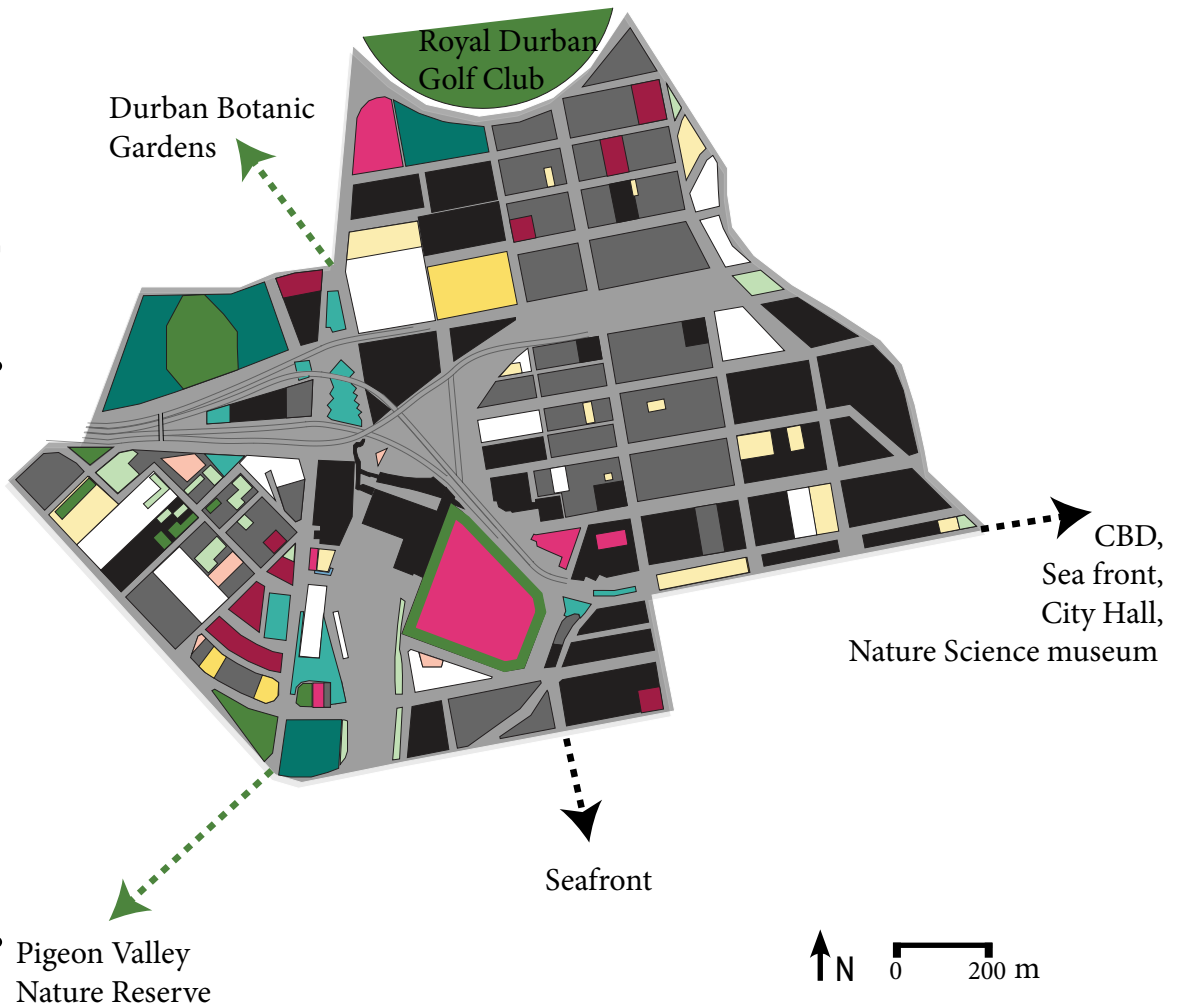 Royal Durban
Golf Club
Durban Botanic
Gardens
CBD,
Sea front,
City Hall,
Nature Science museum
Seafront
Pigeon Valley
Nature Reserve
N
0 200 m